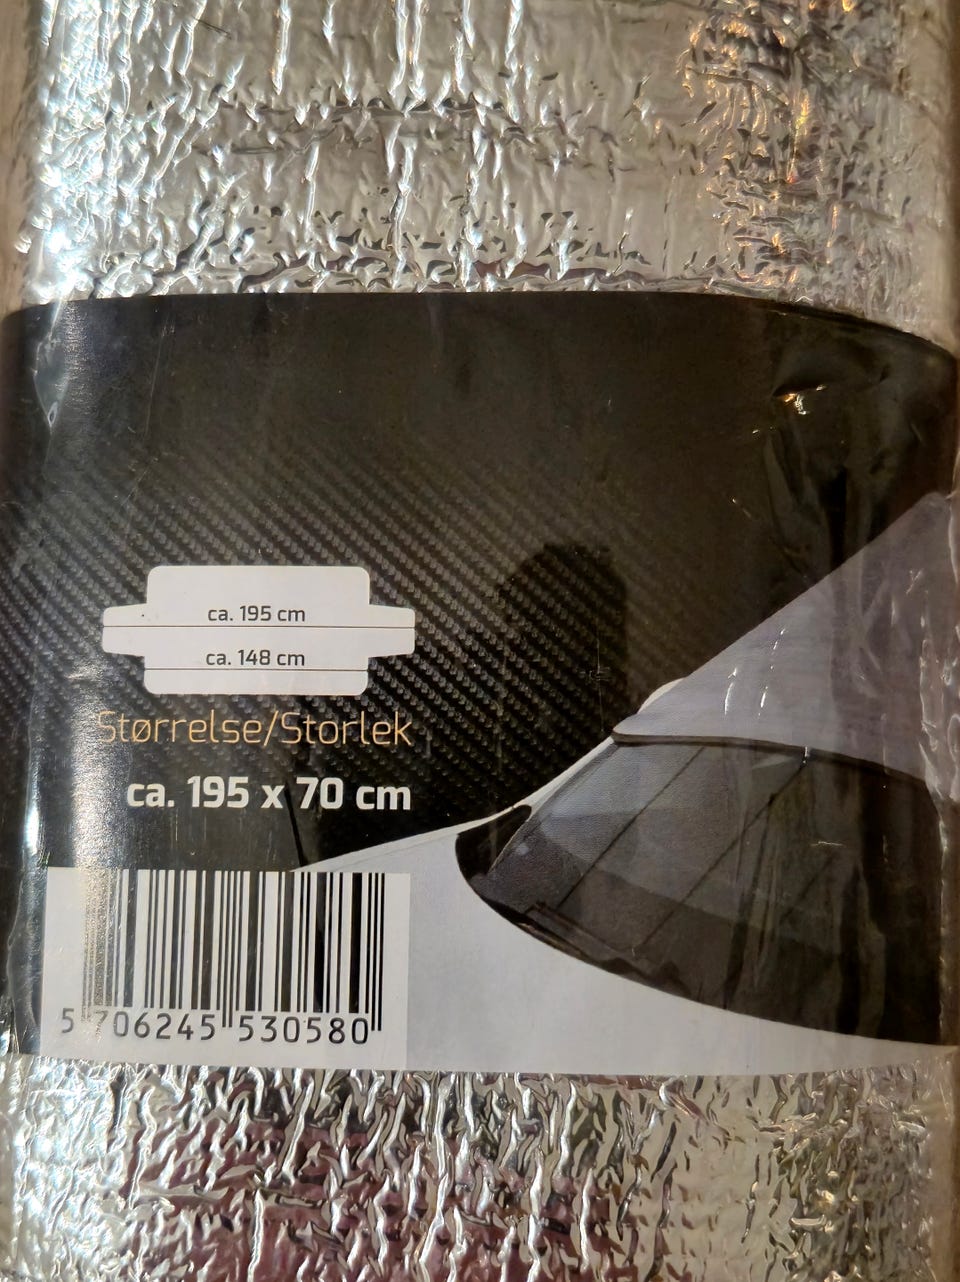 ca. 195 cm
ca. 148 cm
Størrelse/Storlek
ca. 195 x 70 cm
5 706245 530580